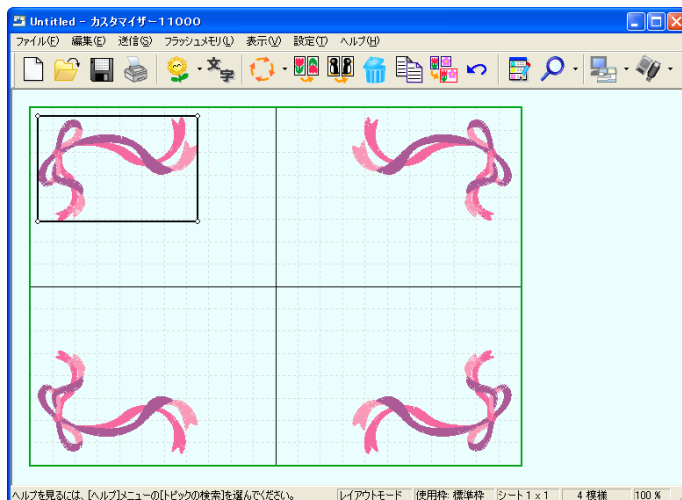 Untitled - カスタマイザー11000
ファイル(F) 編集(E) 送信(S) フラッシュメモリ(L) 表示(V) 設定(T) ヘルプ(H)
文字
ヘルプを見るには、[ヘルプ]メニューの[トピックの検索]を選んでください。 レイアウトモード 使用枠: 標準枠 シート1 x 1 4 模様 100 %